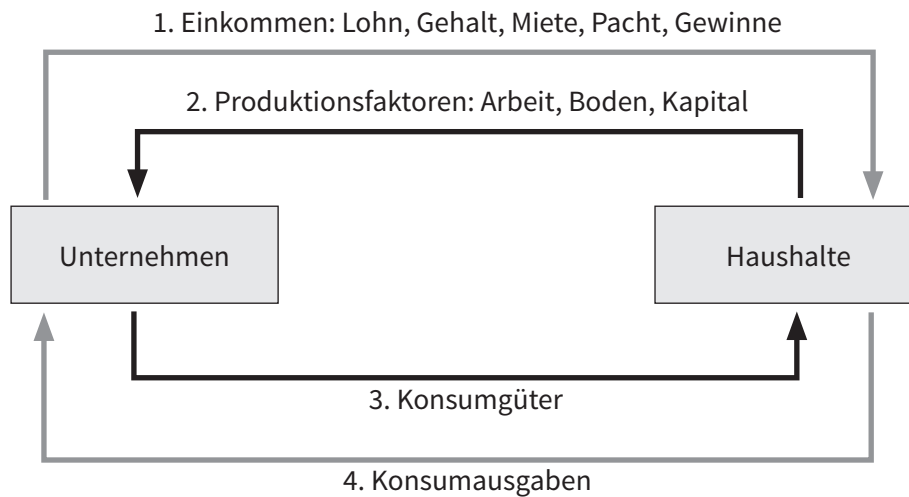 1. Einkommen: Lohn, Gehalt, Miete, Pacht, Gewinne
2. Produktionsfaktoren: Arbeit, Boden, Kapital
Unternehmen
Haushalte
3. Konsumgüter
4. Konsumausgaben